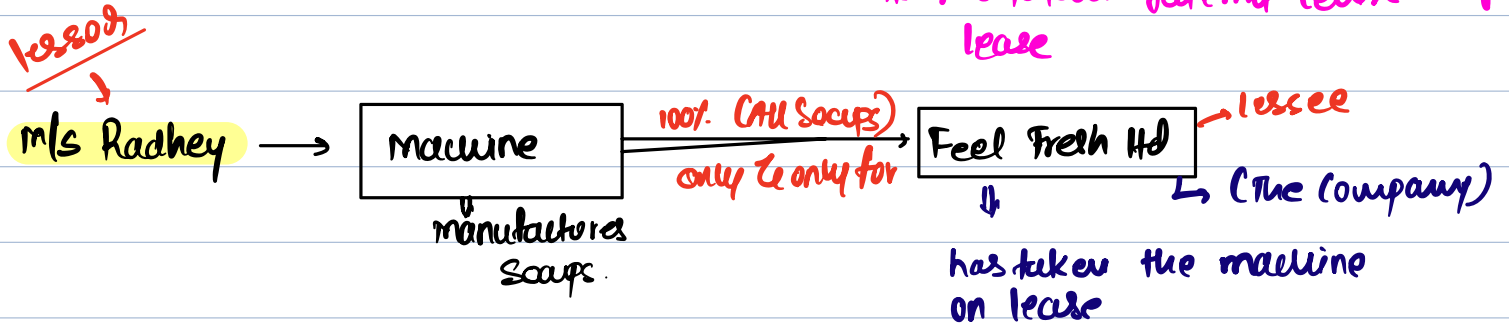 lease
lease
lessor
M/s Radhey
Machine
100% (All Soaps)
only & only for
Feel Fresh Ltd
lessee
(The Company)
manufactures
Soaps.
has taken the machine
on lease